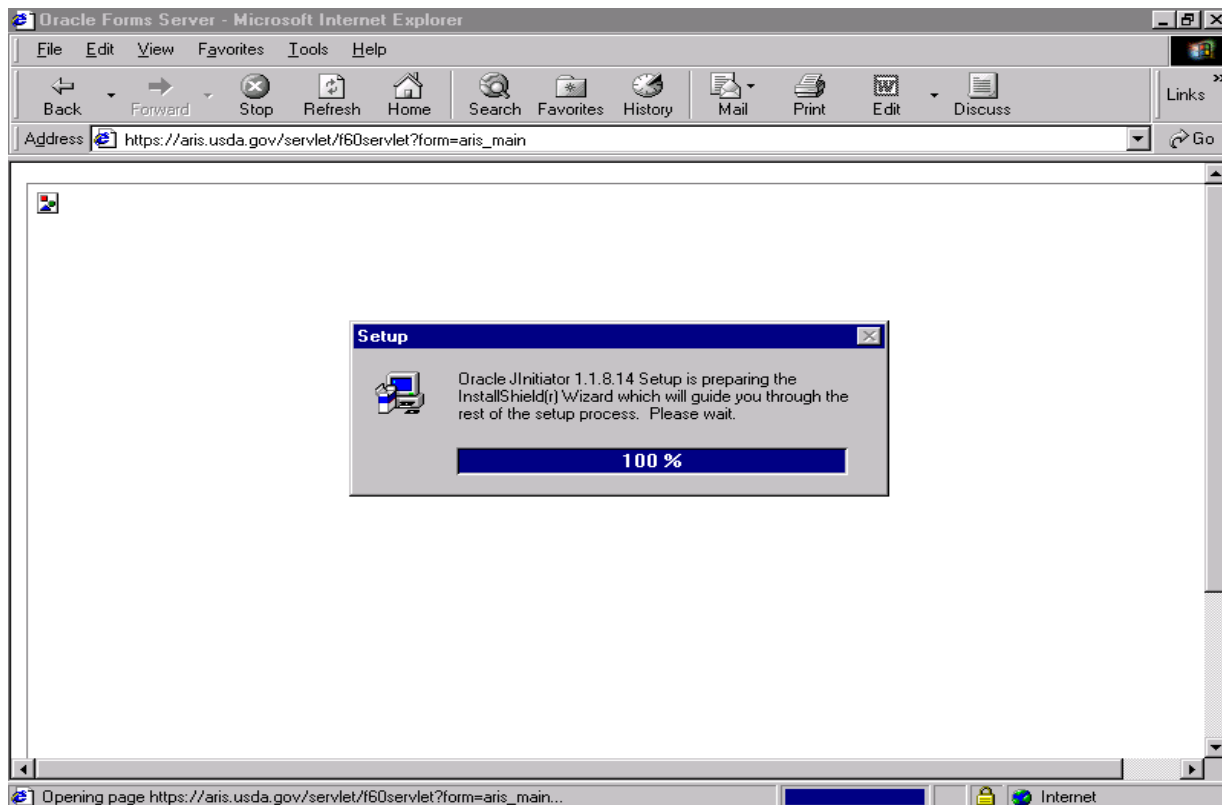 Oracle Forms Server - Microsoft Internet Explorer
File Edit View Favorites Tools Help
Back Forward Stop Refresh Home Search Favorites History Mail Print Edit Discuss Links »
Address https://aris.usda.gov/servlet/f60servlet?form=aris_main Go
Setup
Oracle JInitiator 1.1.8.14 Setup is preparing the
InstallShield(r) Wizard which will guide you through the
rest of the setup process. Please wait.
100 %
Opening page https://aris.usda.gov/servlet/f60servlet?form=aris_main... Internet